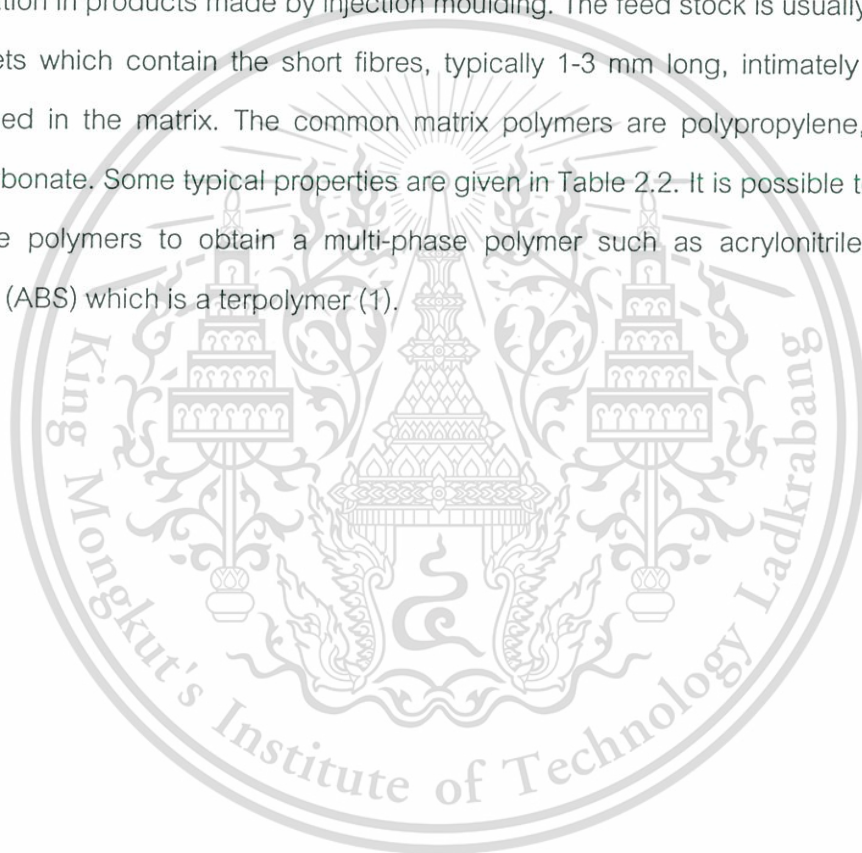 ation in products made by injection moulding. The feed stock is usually
ets which contain the short fibres, typically 1-3 mm long, intimately
ed in the matrix. The common matrix polymers are polypropylene,
bonate. Some typical properties are given in Table 2.2. It is possible t
e polymers to obtain a multi-phase polymer such as acrylonitrile
(ABS) which is a terpolymer (1).
King Mongkut's Institute of Technology Ladkrabang